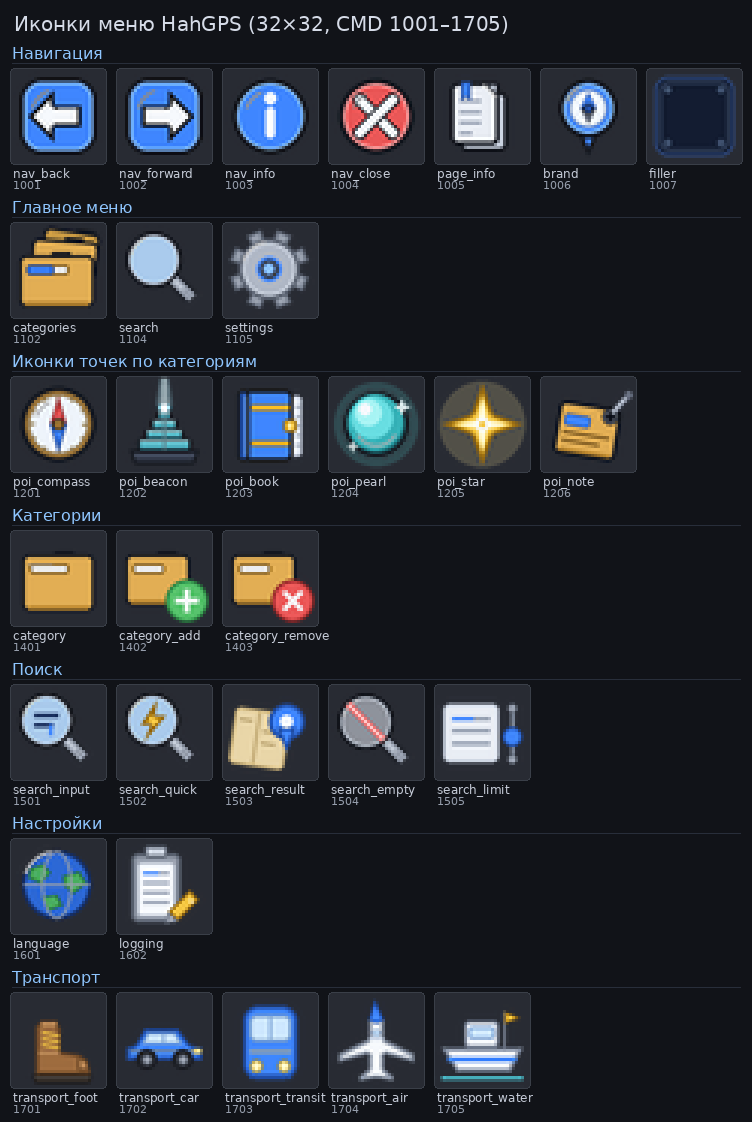 Иконки меню HahGPS (32×32, CMD 1001–1705)
Навигация
nav_back nav_forward nav_info nav_close page_info brand filler
1001 1002 1003 1004 1005 1006 1007
Главное меню
categories search settings
1102 1104 1105
Иконки точек по категориям
poi_compass poi_beacon poi_book poi_pearl poi_star poi_note
1201 1202 1203 1204 1205 1206
Категории
category category_add category_remove
1401 1402 1403
Поиск
search_input search_quick search_result search_empty search_limit
1501 1502 1503 1504 1505
Настройки
language logging
1601 1602
Транспорт
transport_foot transport_car transport_transit transport_air transport_water
1701 1702 1703 1704 1705